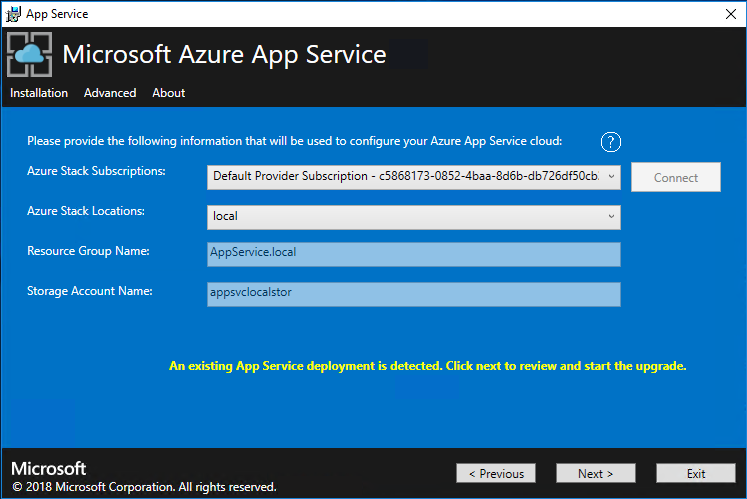 App Service
Microsoft Azure App Service
Installation Advanced About
Please provide the following information that will be used to configure your Azure App Service cloud: ?
Azure Stack Subscriptions: Default Provider Subscription - c5868173-0852-4baa-8d6b-db726df50cb Connect
Azure Stack Locations: local
Resource Group Name: AppService.local
Storage Account Name: appsvclocalstor
An existing App Service deployment is detected. Click next to review and start the upgrade.
Microsoft
© 2018 Microsoft Corporation. All rights reserved.
< Previous Next > Exit